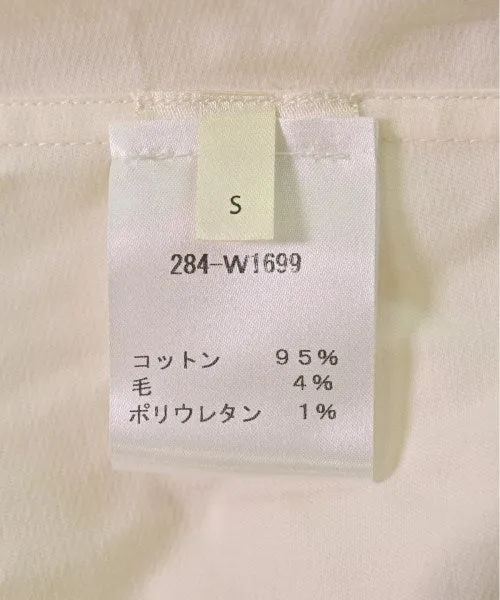 S
284-W1699
コットン 95%
毛 4%
ポリウレタン 1%